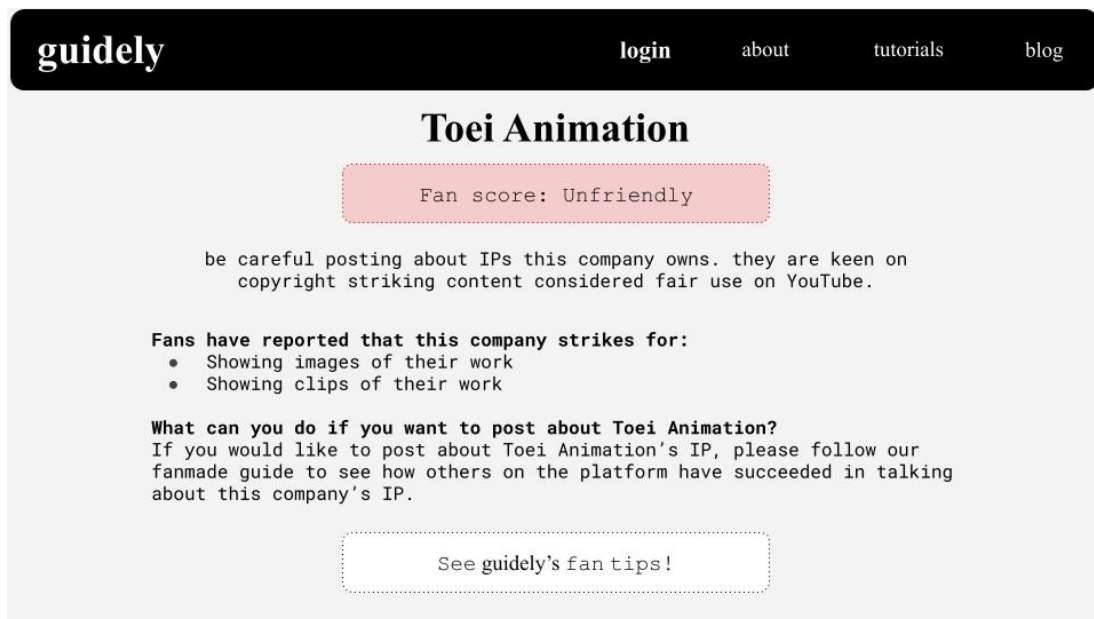 guidely
login about tutorials blog
Toei Animation
Fan score: Unfriendly
be careful posting about IPs this company owns. they are keen on
copyright striking content considered fair use on YouTube.
Fans have reported that this company strikes for:
● Showing images of their work
● Showing clips of their work
What can you do if you want to post about Toei Animation?
If you would like to post about Toei Animation’s IP, please follow our
fanmade guide to see how others on the platform have succeeded in talking
about this company’s IP.
See guidely’s fan tips!